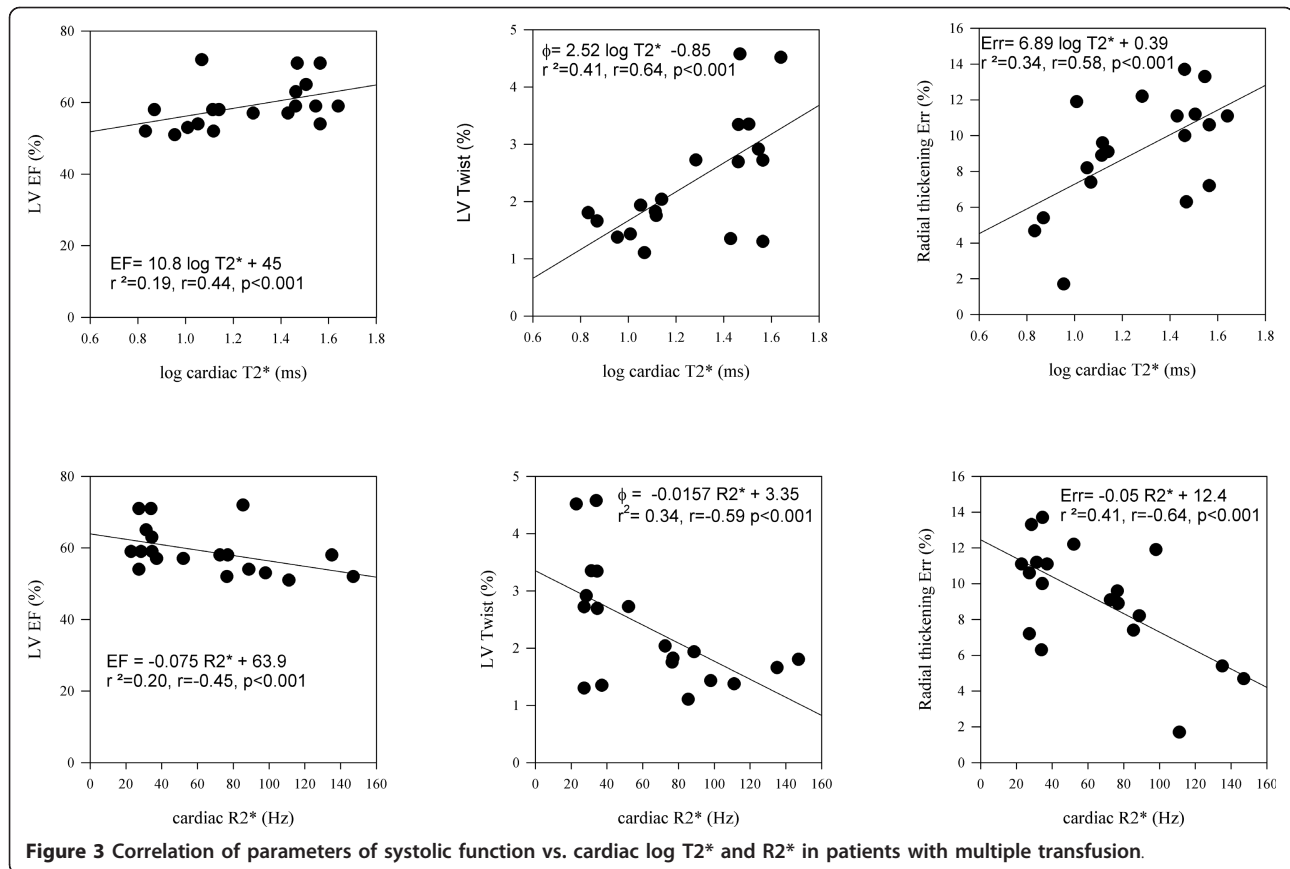 80
60
40
20
0
LV EF (%)
EF= 10.8 log T2* + 45
r ²=0.19, r=0.44, p<0.001
0.6 0.8 1.0 1.2 1.4 1.6 1.8
log cardiac T2* (ms)
5
4
3
2
1
0
LV Twist (%)
ϕ= 2.52 log T2* -0.85
r ²=0.41, r=0.64, p<0.001
0.6 0.8 1.0 1.2 1.4 1.6 1.8
log cardiac T2* (ms)
16
14
12
10
8
6
4
2
0
Radial thickening Err (%)
Err= 6.89 log T2* + 0.39
r ²=0.34, r=0.58, p<0.001
0.6 0.8 1.0 1.2 1.4 1.6 1.8
log cardiac T2* (ms)
80
60
40
20
0
LV EF (%)
EF = -0.075 R2* + 63.9
r ²=0.20, r=-0.45, p<0.001
0 20 40 60 80 100 120 140 160
cardiac R2* (Hz)
5
4
3
2
1
0
LV Twist (%)
ϕ = -0.0157 R2* + 3.35
r²= 0.34, r=-0.59 p<0.001
0 20 40 60 80 100 120 140 160
cardiac R2* (Hz)
16
14
12
10
8
6
4
2
0
Radial thickening Err (%)
Err= -0.05 R2* + 12.4
r ²=0.41, r=-0.64, p<0.001
0 20 40 60 80 100 120 140 160
cardiac R2* (Hz)
Figure 3 Correlation of parameters of systolic function vs. cardiac log T2* and R2* in patients with multiple transfusion.